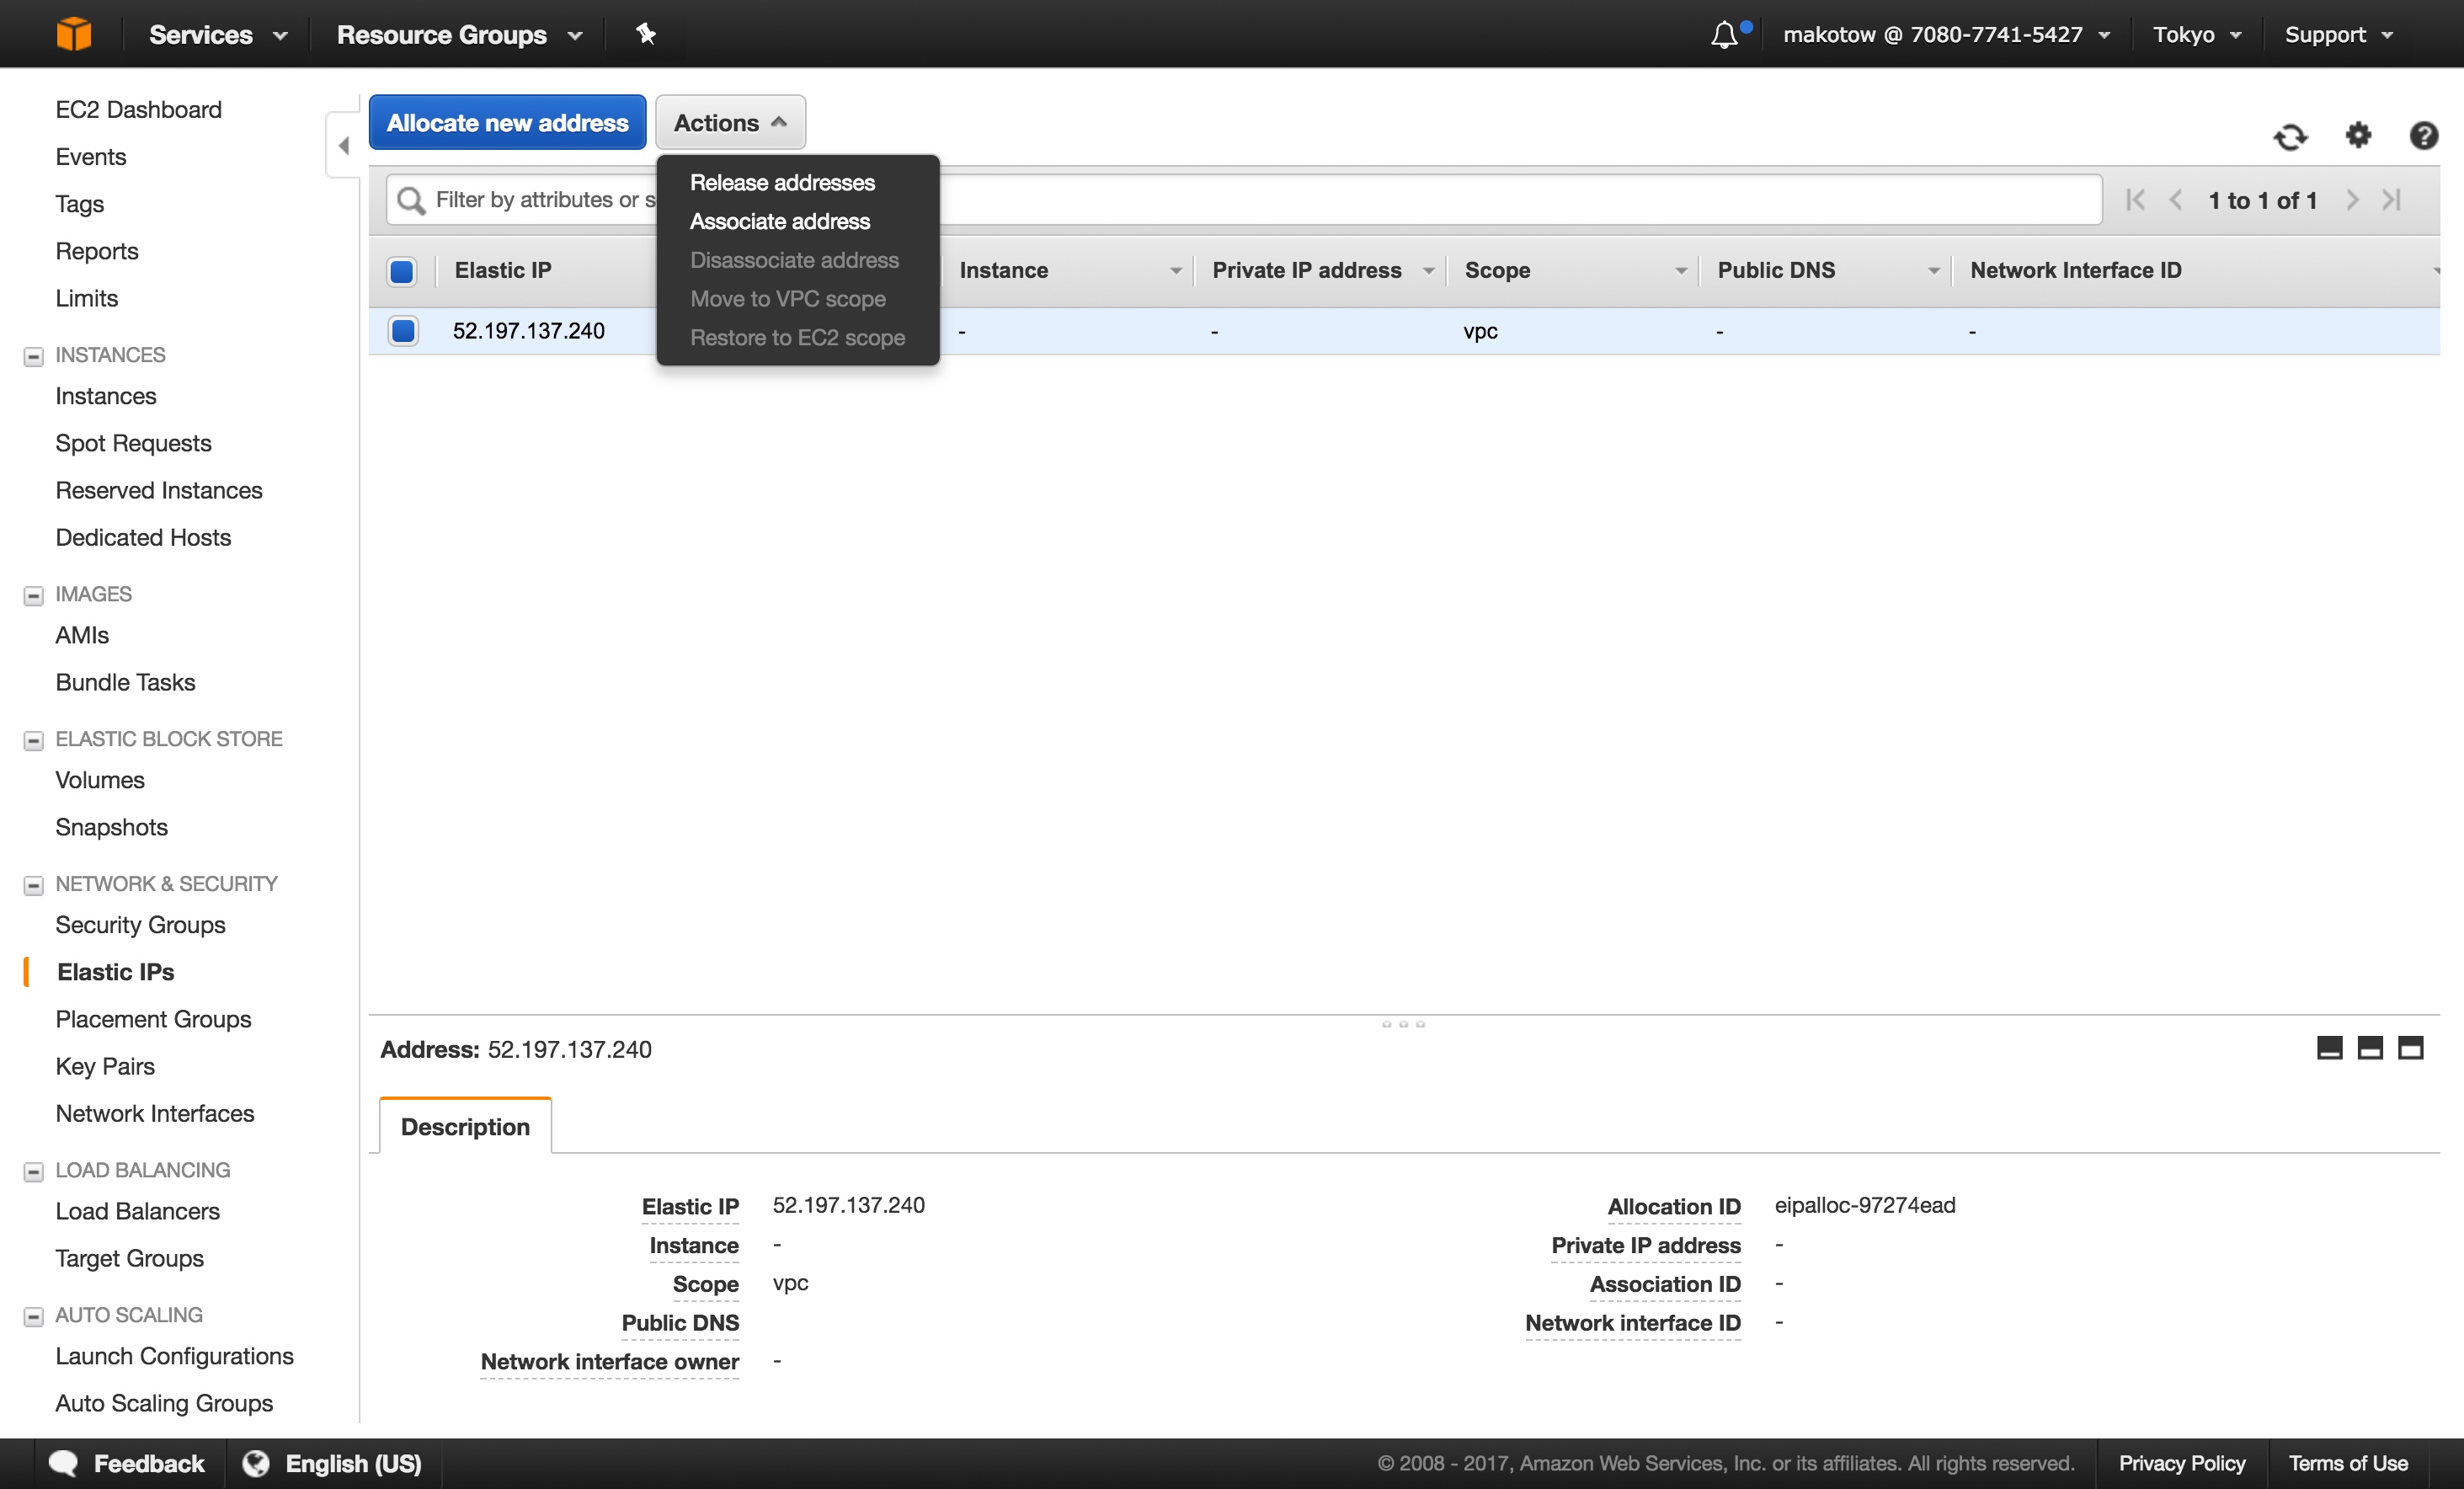 Services
Resource Groups
makotow @ 7080-7741-5427
Tokyo
Support
EC2 Dashboard
Events
Tags
Reports
Limits
INSTANCES
Instances
Spot Requests
Reserved Instances
Dedicated Hosts
IMAGES
AMIs
Bundle Tasks
ELASTIC BLOCK STORE
Volumes
Snapshots
NETWORK & SECURITY
Security Groups
Elastic IPs
Placement Groups
Key Pairs
Network Interfaces
LOAD BALANCING
Load Balancers
Target Groups
AUTO SCALING
Launch Configurations
Auto Scaling Groups
Allocate new address
Actions
Release addresses
Associate address
Disassociate address
Move to VPC scope
Restore to EC2 scope
Filter by attributes or s
1 to 1 of 1
Elastic IP Instance Private IP address Scope Public DNS Network Interface ID
52.197.137.240 - - vpc - -
Address: 52.197.137.240
Description
Elastic IP 52.197.137.240
Instance -
Scope vpc
Public DNS
Network interface owner -
Allocation ID eipalloc-97274ead
Private IP address -
Association ID -
Network interface ID -
Feedback
English (US)
© 2008 - 2017, Amazon Web Services, Inc. or its affiliates. All rights reserved.
Privacy Policy
Terms of Use